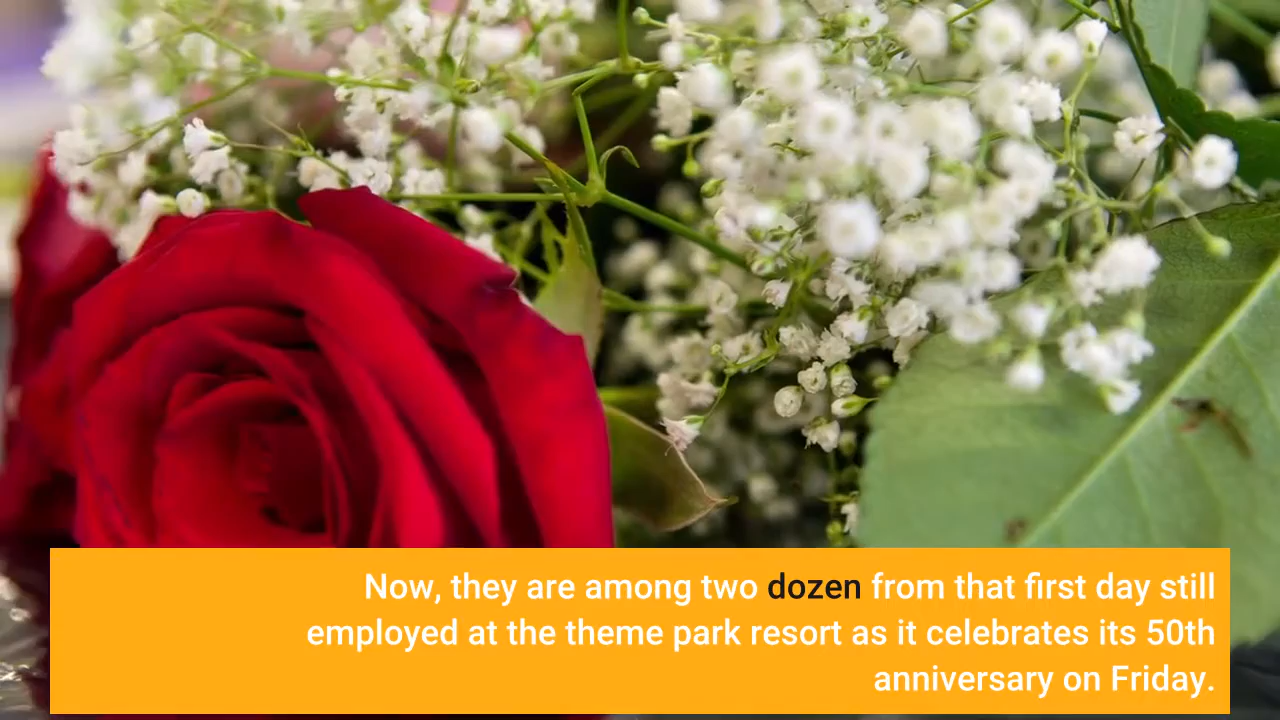 Now, they are among two dozen from that first day still
employed at the theme park resort as it celebrates its 50th
anniversary on Friday.